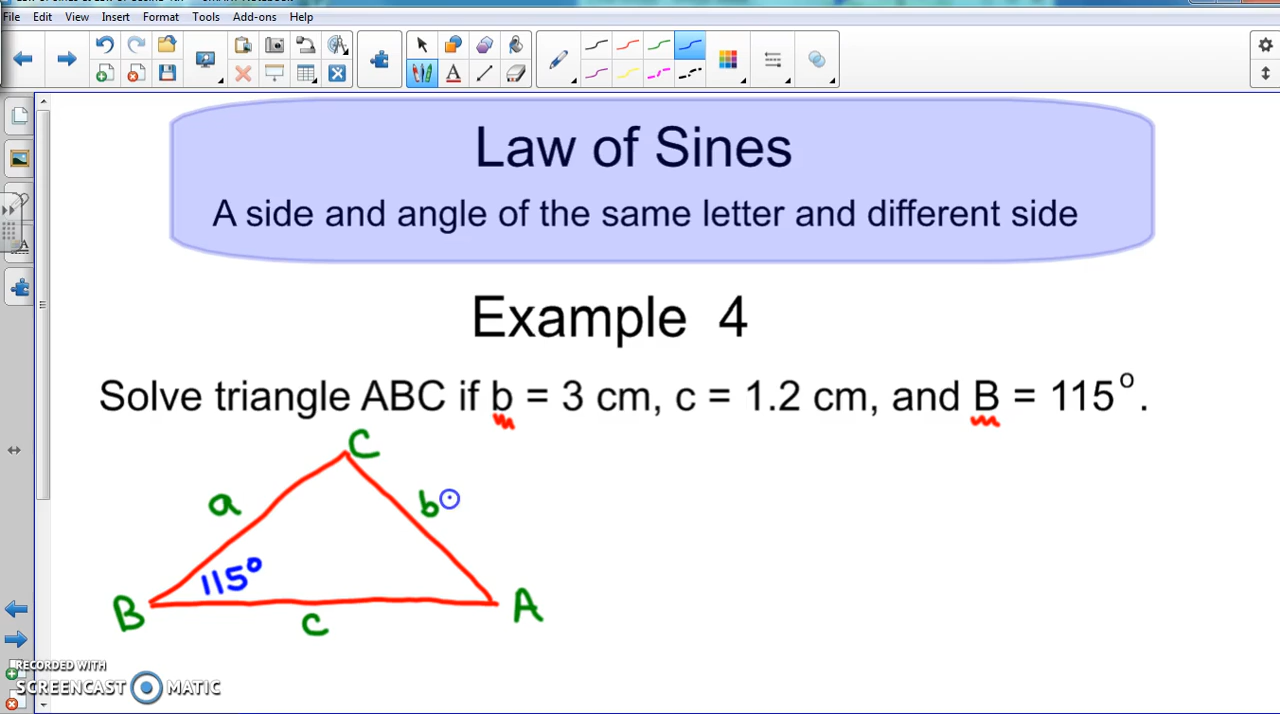 File Edit View Insert Format Tools Add-ons Help
Law of Sines
A side and angle of the same letter and different side
Example 4
Solve triangle ABC if b = 3 cm, c = 1.2 cm, and B = 115°.
C
a
b
115°
B
c
A
RECORDED WITH
SCREENCAST MATIC